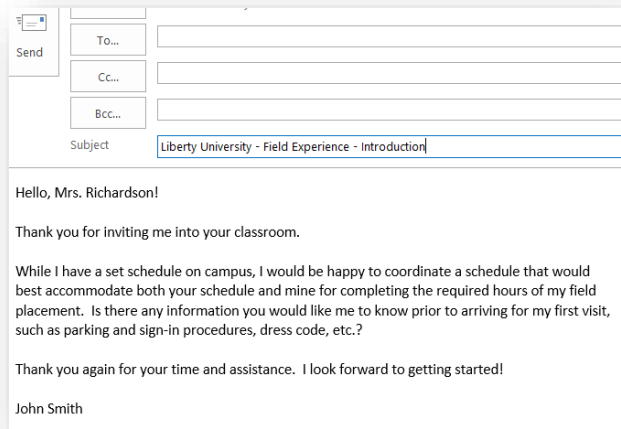 Send
To...
Cc...
Bcc...
Subject
Liberty University - Field Experience - Introduction
Hello, Mrs. Richardson!
Thank you for inviting me into your classroom.
While I have a set schedule on campus, I would be happy to coordinate a schedule that would
best accommodate both your schedule and mine for completing the required hours of my field
placement.  Is there any information you would like me to know prior to arriving for my first visit,
such as parking and sign-in procedures, dress code, etc.?
Thank you again for your time and assistance.  I look forward to getting started!
John Smith